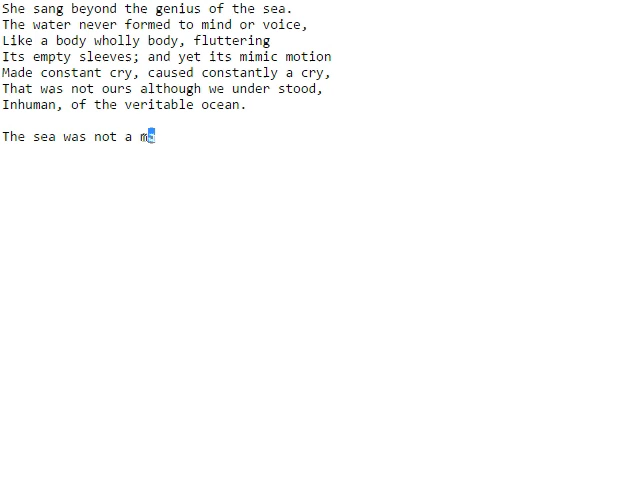 She sang beyond the genius of the sea.
The water never formed to mind or voice,
Like a body wholly body, fluttering
Its empty sleeves; and yet its mimic motion
Made constant cry, caused constantly a cry,
That was not ours although we under stood,
Inhuman, of the veritable ocean.

The sea was not a ma